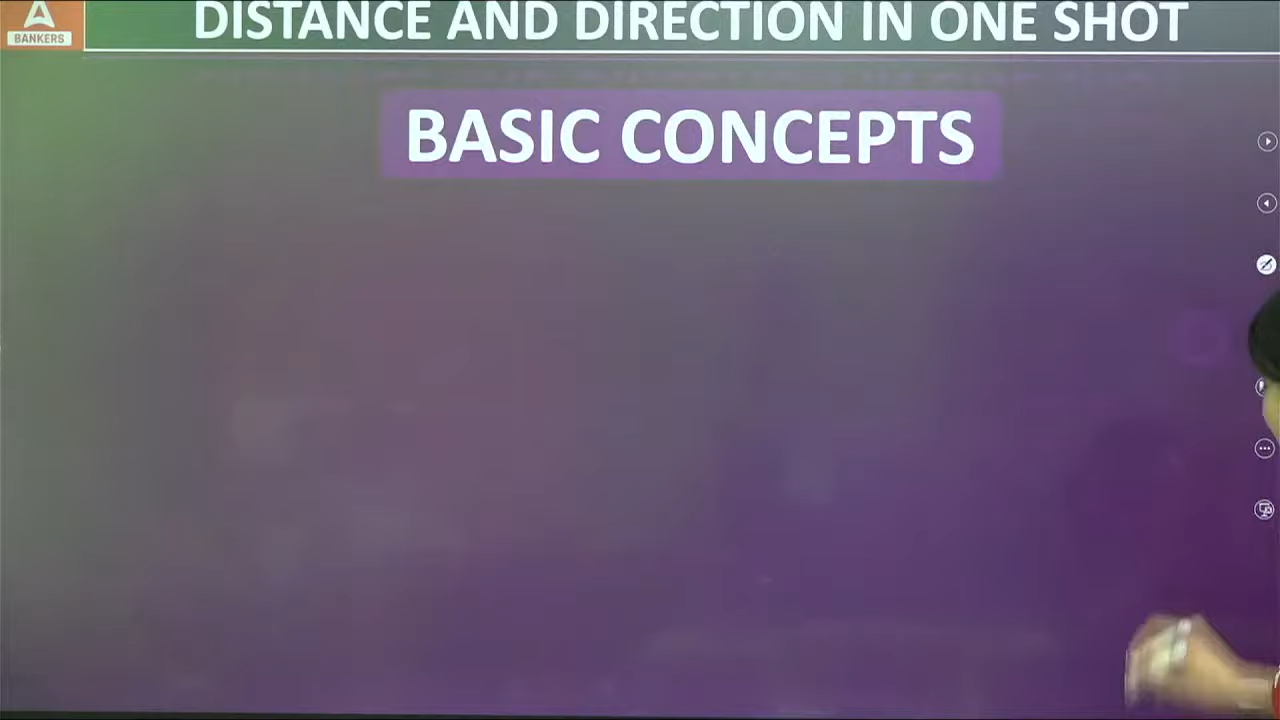 A
BANKERS
DISTANCE AND DIRECTION IN ONE SHOT
BASIC CONCEPTS